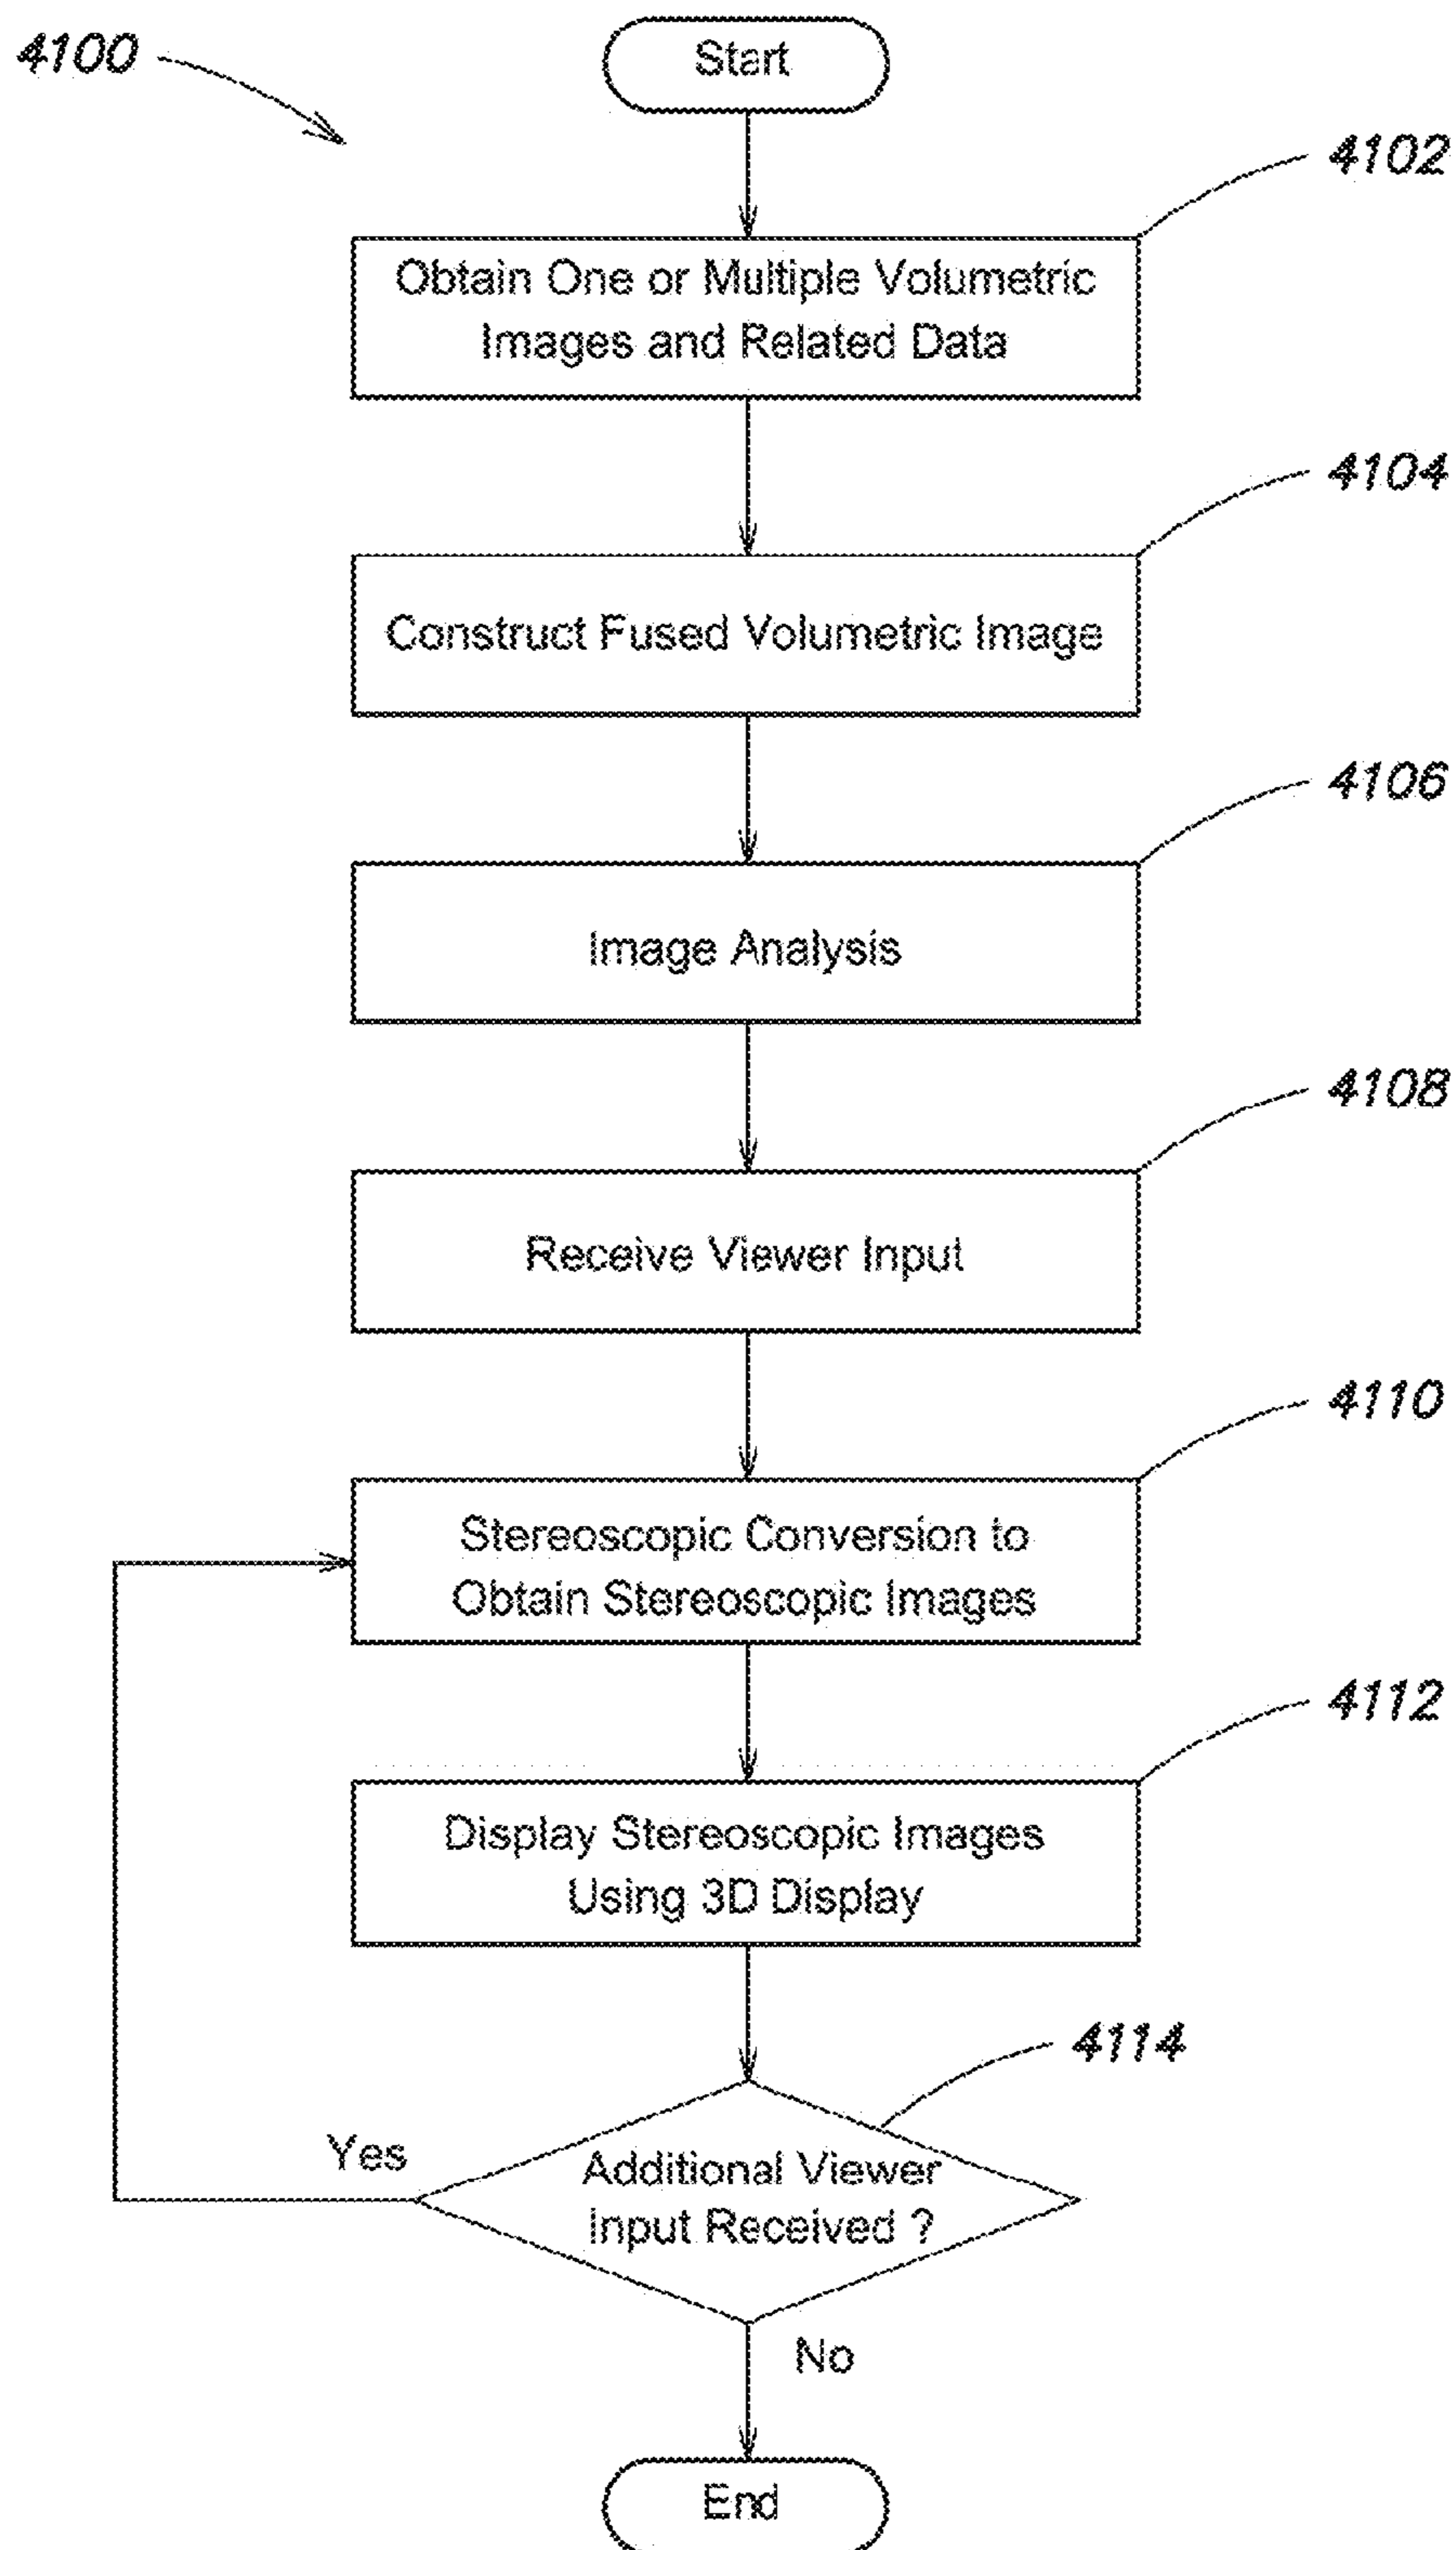 4100
Start
4102
Obtain One or Multiple Volumetric
Images and Related Data
4104
Construct Fused Volumetric Image
4106
Image Analysis
4108
Receive Viewer Input
4110
Stereoscopic Conversion to
Obtain Stereoscopic Images
4112
Display Stereoscopic Images
Using 3D Display
4114
Yes
Additional Viewer
Input Received ?
No
End